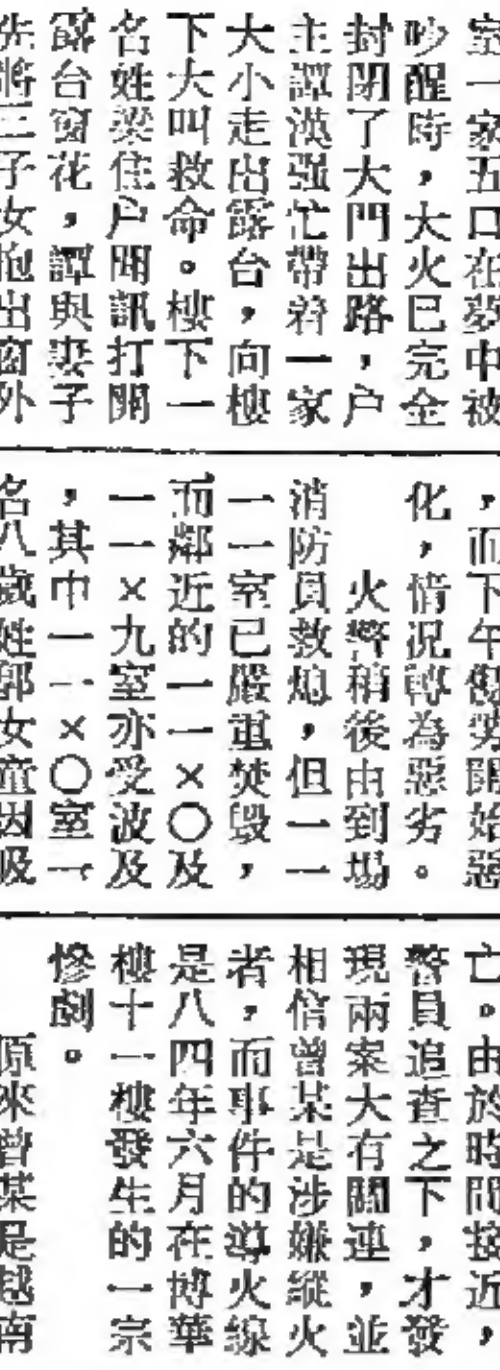 室一家五口在夢中被
吵醒時，大火已完全
封閉了大門出路，户
主譚漢强忙帶着一家
大小走出露台，向樓
下大叫救命。樓下一
名姓梁住户聞訊打開
露台窗花，譚與妻子
先將三子女抱出窗外
，而下午傷勢開始惡
化，情況轉為惡劣。
火警稍後由到場
消防員救熄，但一一
一一室已嚴重焚毀，
而鄰近的一一×〇及
一一×九室亦受波及
，其中一一×〇室一
名八歲姓郭女童因吸
亡。由於時間接近，
警員追查之下，才發
現兩案大有關連，並
相信曾某是涉嫌縱火
者，而事件的導火線
是八四年六月在博華
樓十一樓發生的一宗
慘劇。
原來曾某是越南